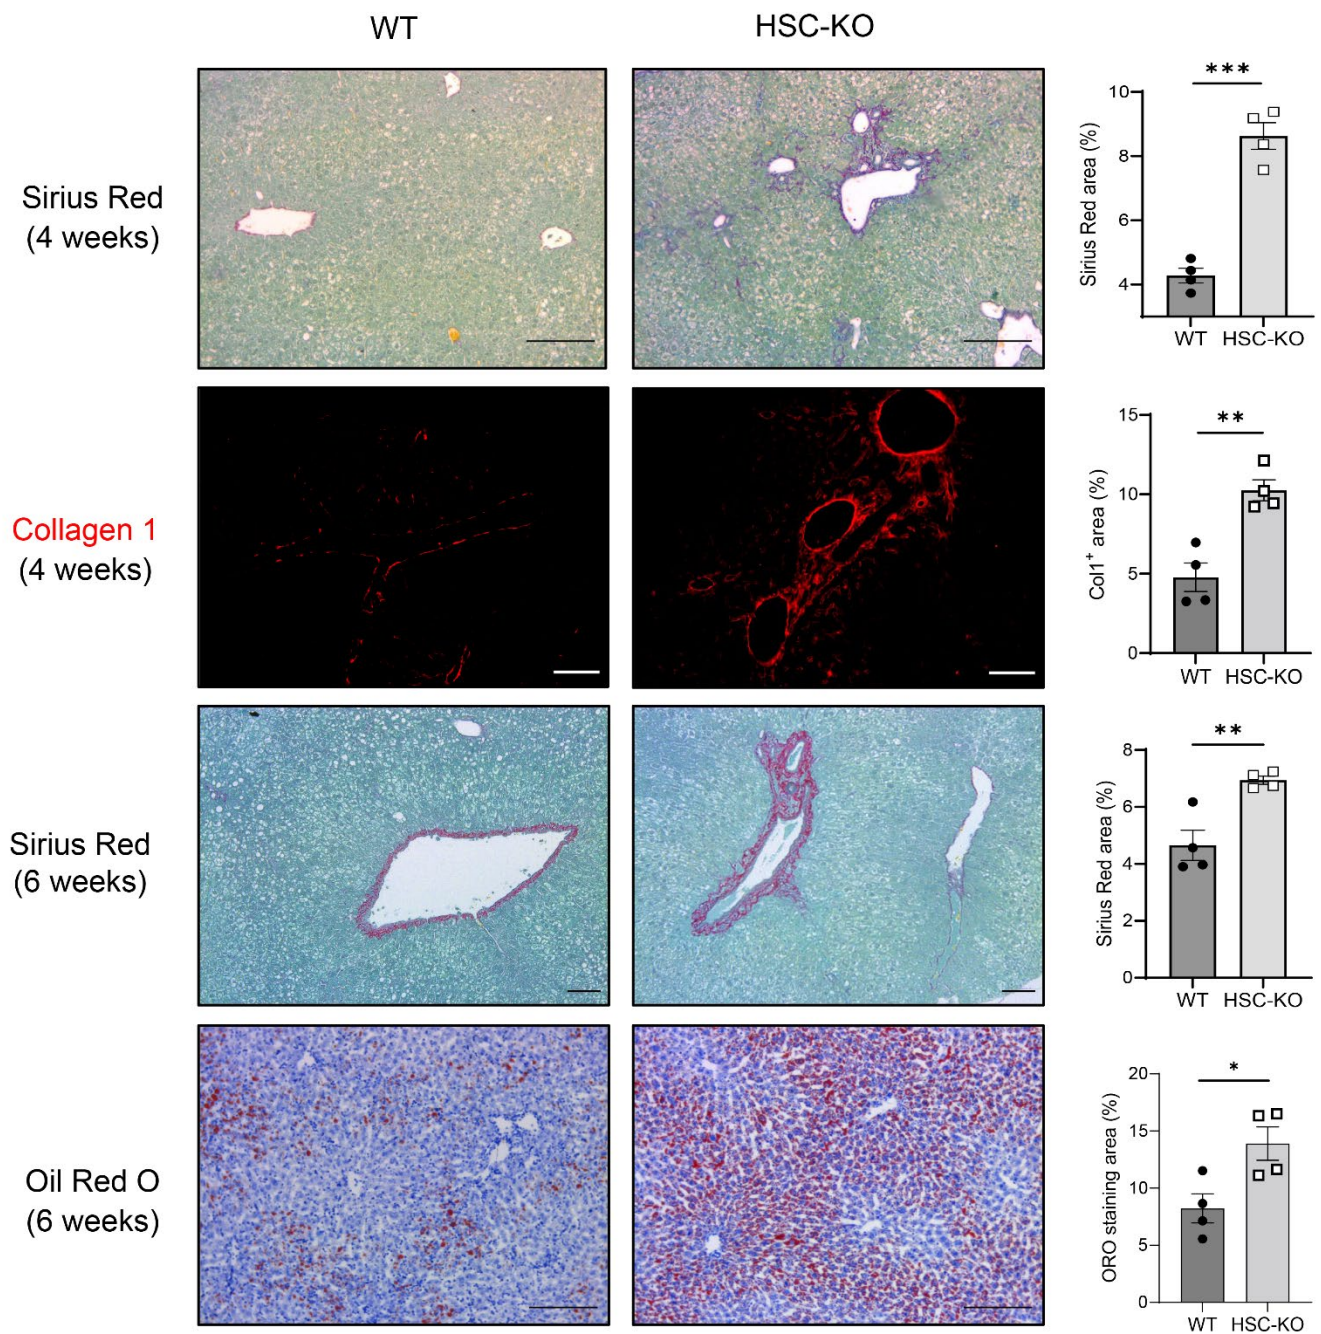 WT
HSC-KO
Sirius Red
(4 weeks)
Sirius Red area (%)
***
10
8
6
4
WT HSC-KO
Collagen 1
(4 weeks)
Col1+ area (%)
**
15
10
5
0
WT HSC-KO
Sirius Red
(6 weeks)
Sirius Red area (%)
**
8
6
4
2
0
WT HSC-KO
Oil Red O
(6 weeks)
ORO staining area (%)
*
20
15
10
5
0
WT HSC-KO